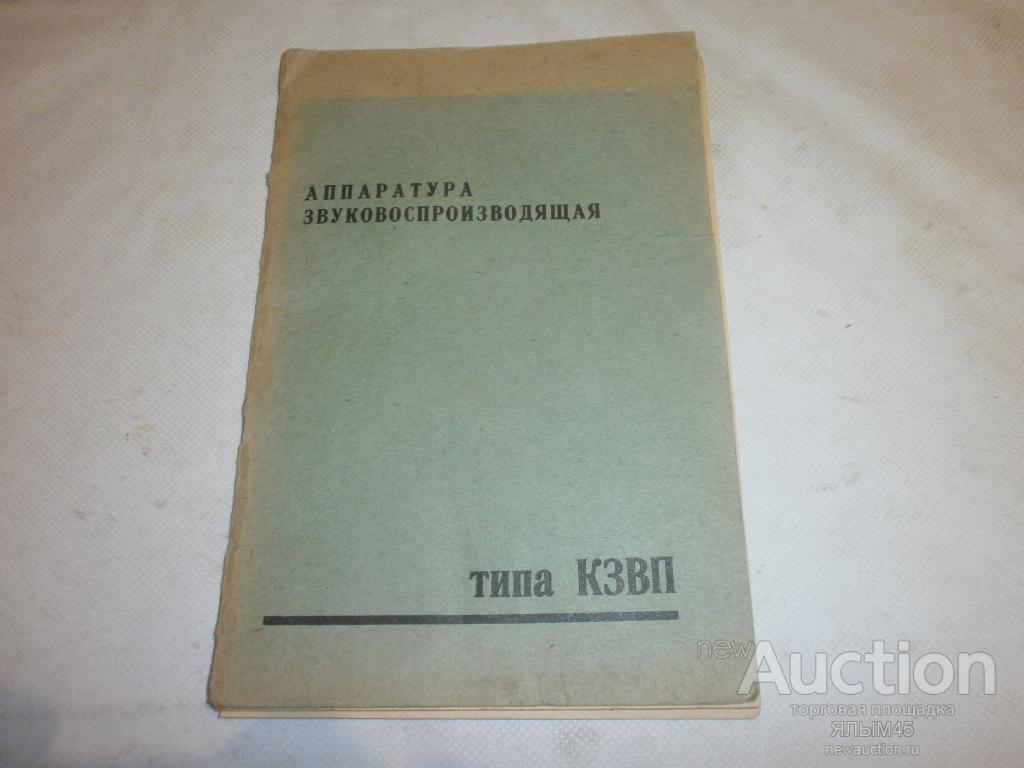 АППАРАТУРА
ЗВУКОВОСПРОИЗВОДЯЩАЯ
типа КЗВП
newAuction
торговая площадка
ЯЛЫМ45
newauction.ru